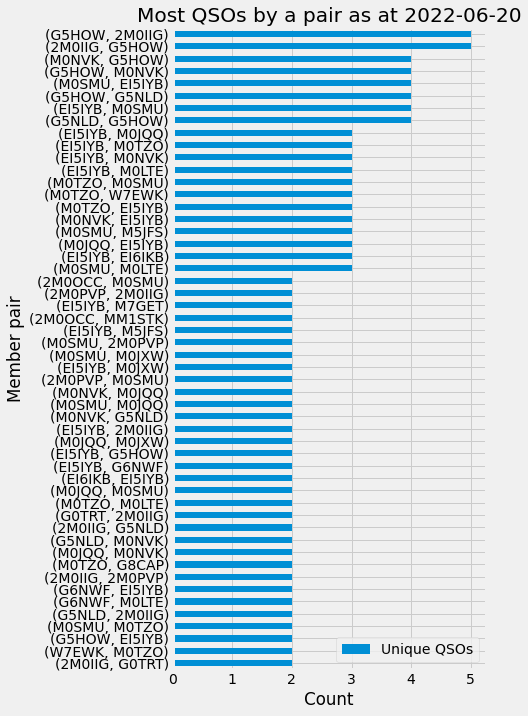 Most QSOs by a pair as at 2022-06-20
(G5HOW, 2M0IIG)
(2M0IIG, G5HOW)
(M0NVK, G5HOW)
(G5HOW, M0NVK)
(M0SMU, EI5IYB)
(G5HOW, G5NLD)
(EI5IYB, M0SMU)
(G5NLD, G5HOW)
(EI5IYB, M0JQQ)
(EI5IYB, M0TZO)
(EI5IYB, M0NVK)
(EI5IYB, M0LTE)
(M0TZO, M0SMU)
(M0TZO, W7EWK)
(M0TZO, EI5IYB)
(M0NVK, EI5IYB)
(M0SMU, M5JFS)
(M0JQQ, EI5IYB)
(EI5IYB, EI6IKB)
(M0SMU, M0LTE)
(2M0OCC, M0SMU)
(2M0PVP, 2M0IIG)
(EI5IYB, M7GET)
(2M0OCC, MM1STK)
(EI5IYB, M5JFS)
(M0SMU, 2M0PVP)
(M0SMU, M0JXW)
(EI5IYB, M0JXW)
(2M0PVP, M0SMU)
(M0NVK, M0JQQ)
(M0SMU, M0JQQ)
(M0NVK, G5NLD)
(EI5IYB, 2M0IIG)
(M0JQQ, M0JXW)
(EI5IYB, G5HOW)
(EI5IYB, G6NWF)
(EI6IKB, EI5IYB)
(M0JQQ, M0SMU)
(M0TZO, M0LTE)
(G0TRT, 2M0IIG)
(2M0IIG, G5NLD)
(G5NLD, M0NVK)
(M0JQQ, M0NVK)
(M0TZO, G8CAP)
(2M0IIG, 2M0PVP)
(G6NWF, EI5IYB)
(G6NWF, M0LTE)
(G5NLD, 2M0IIG)
(M0SMU, M0TZO)
(G5HOW, EI5IYB)
(W7EWK, M0TZO)
(2M0IIG, G0TRT)
Member pair
Unique QSOs
0 1 2 3 4 5
Count